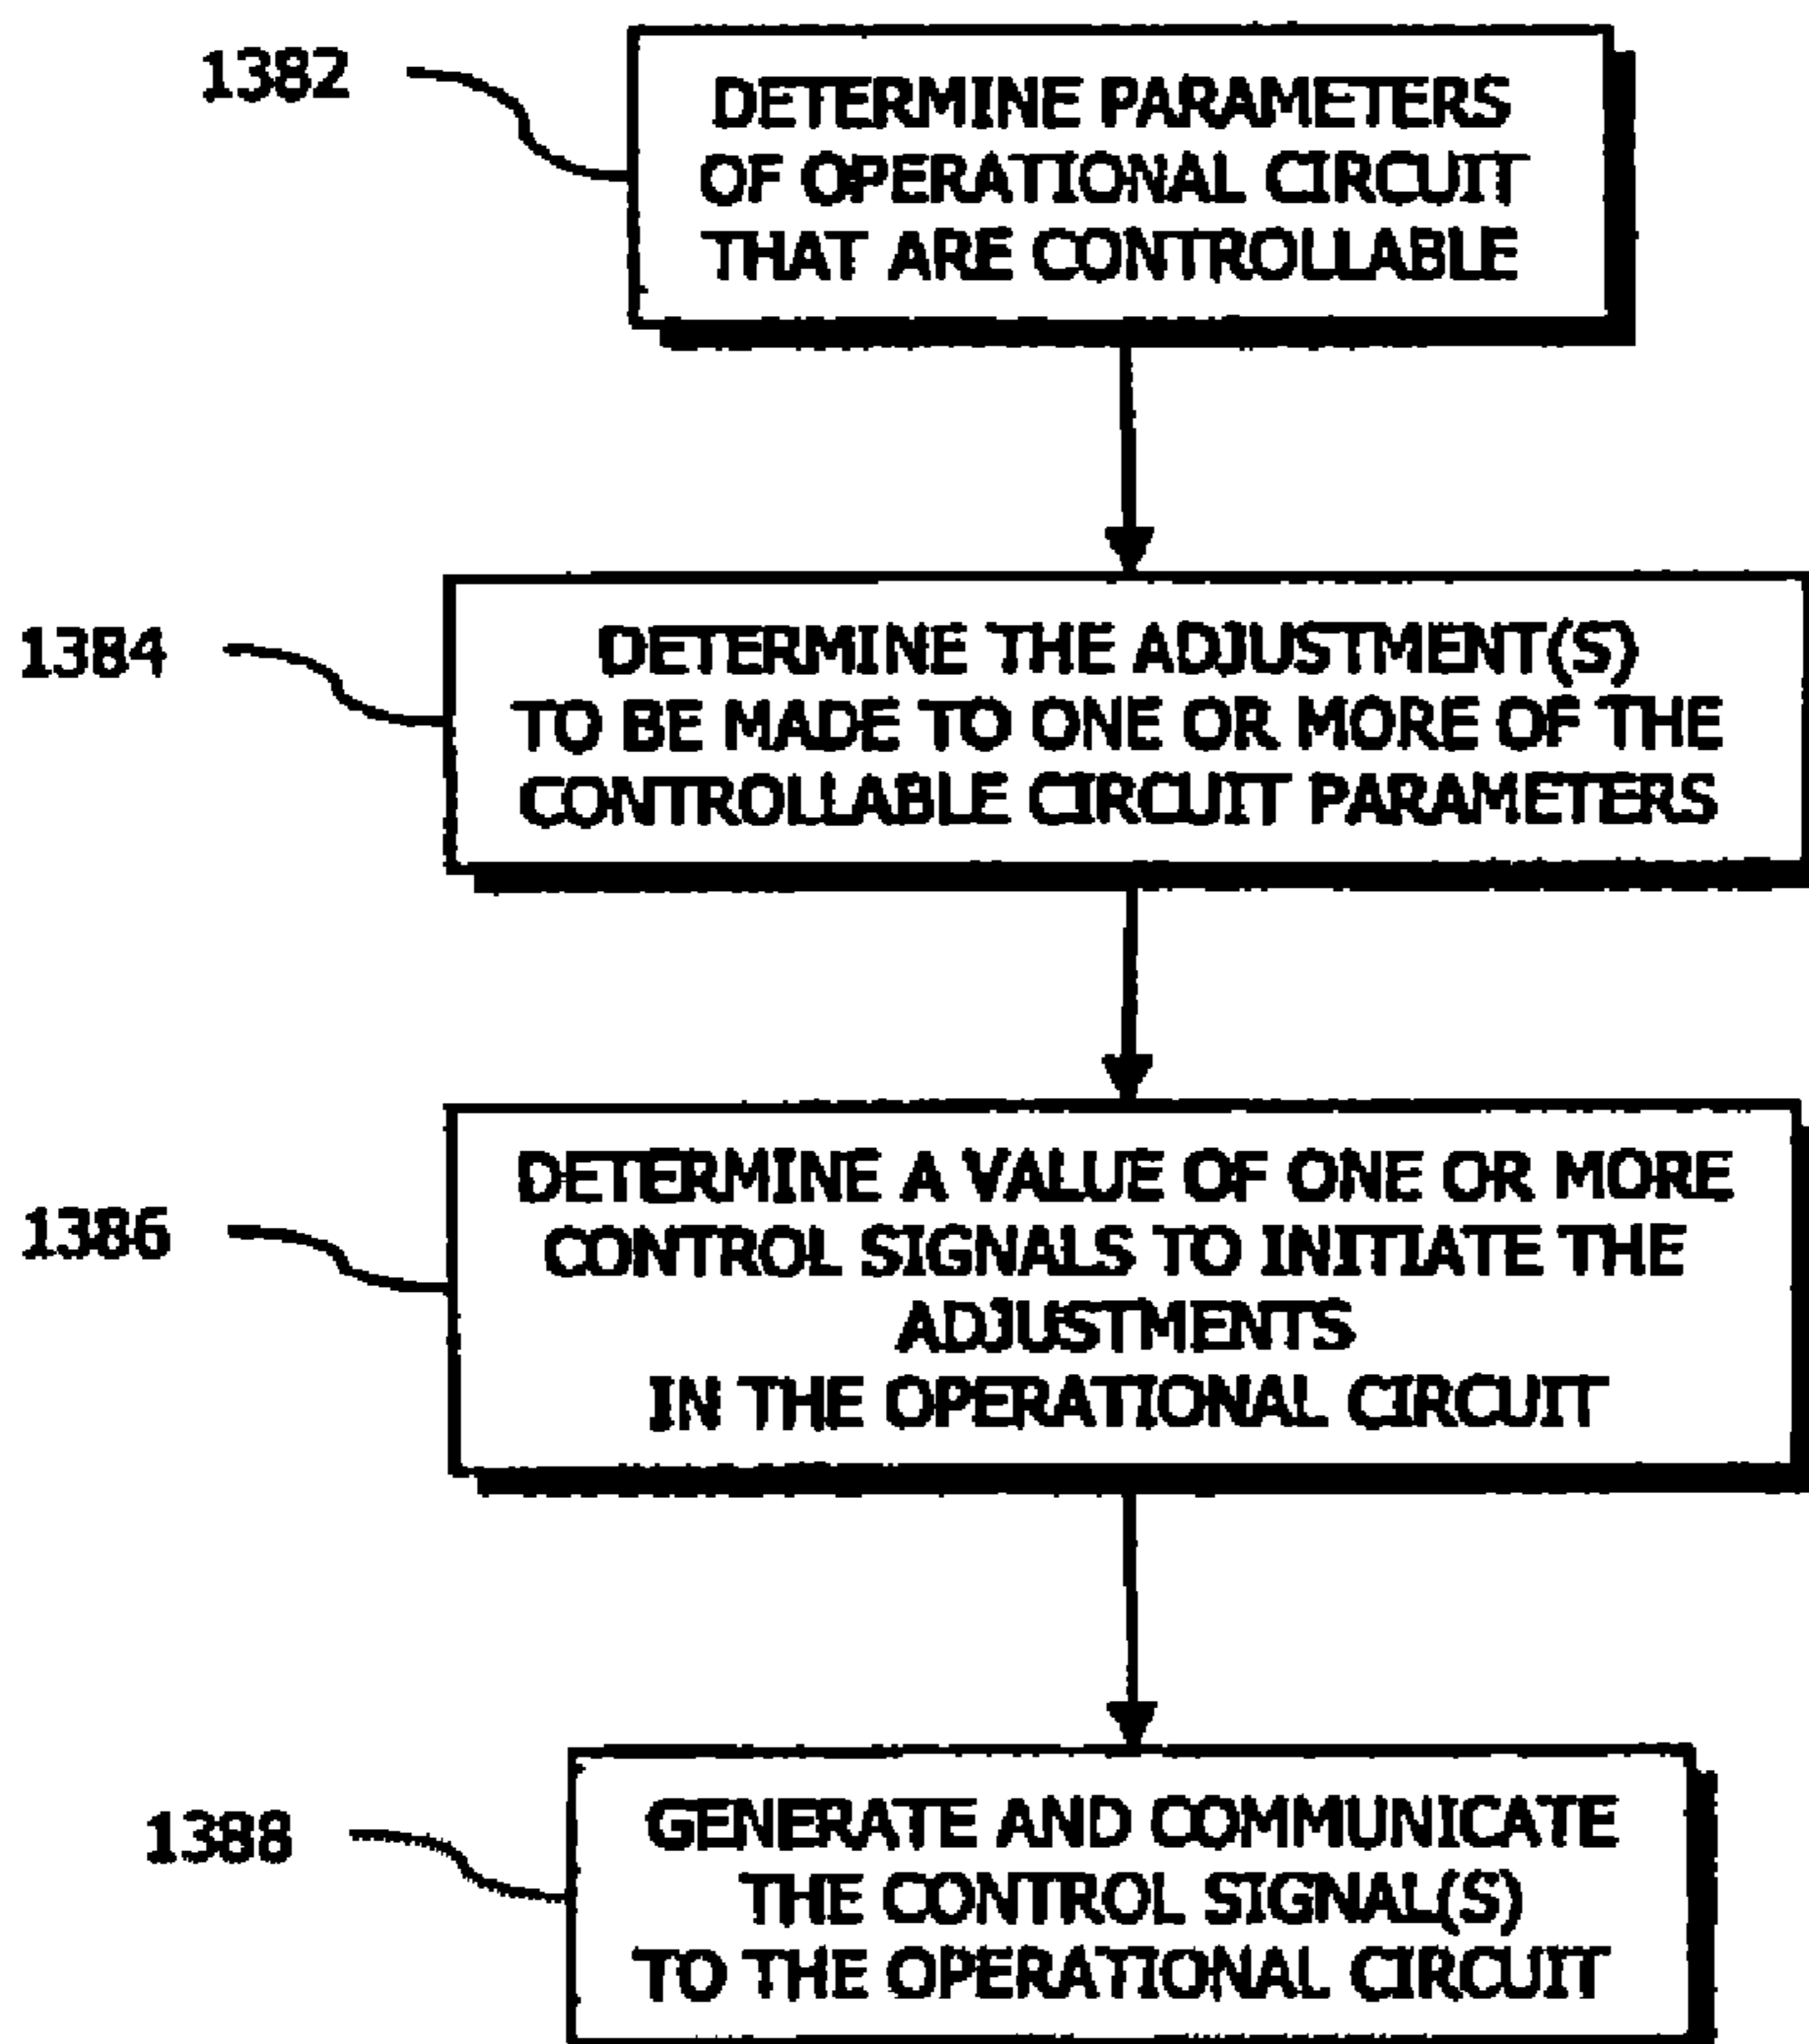 1382
DETERMINE PARAMETERS
OF OPERATIONAL CIRCUIT
THAT ARE CONTROLLABLE
1384
DETERMINE THE ADJUSTMENT(S)
TO BE MADE TO ONE OR MORE OF THE
CONTROLLABLE CIRCUIT PARAMETERS
1386
DETERMINE A VALUE OF ONE OR MORE
CONTROL SIGNALS TO INITIATE THE
ADJUSTMENTS
IN THE OPERATIONAL CIRCUIT
1388
GENERATE AND COMMUNICATE
THE CONTROL SIGNAL(S)
TO THE OPERATIONAL CIRCUIT